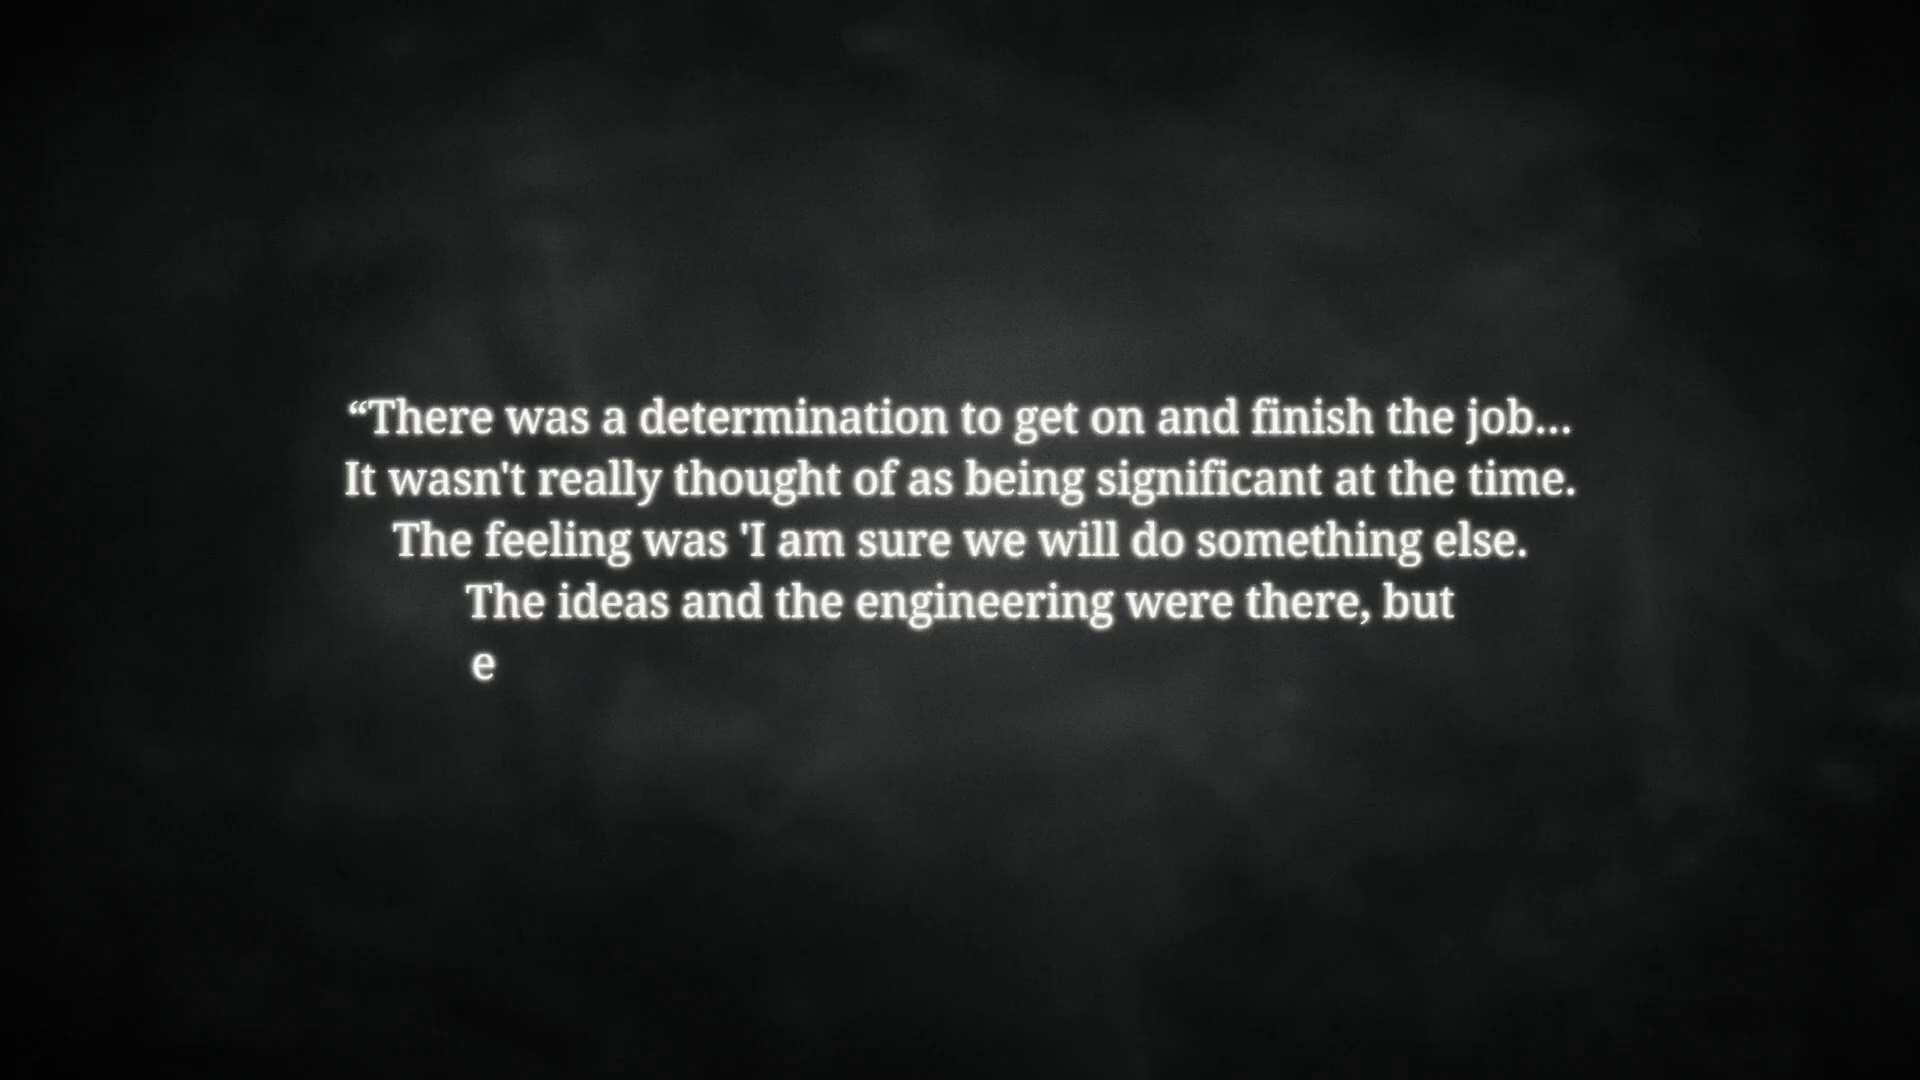 “There was a determination to get on and finish the job...
It wasn't really thought of as being significant at the time.
The feeling was 'I am sure we will do something else.
The ideas and the engineering were there, but
e